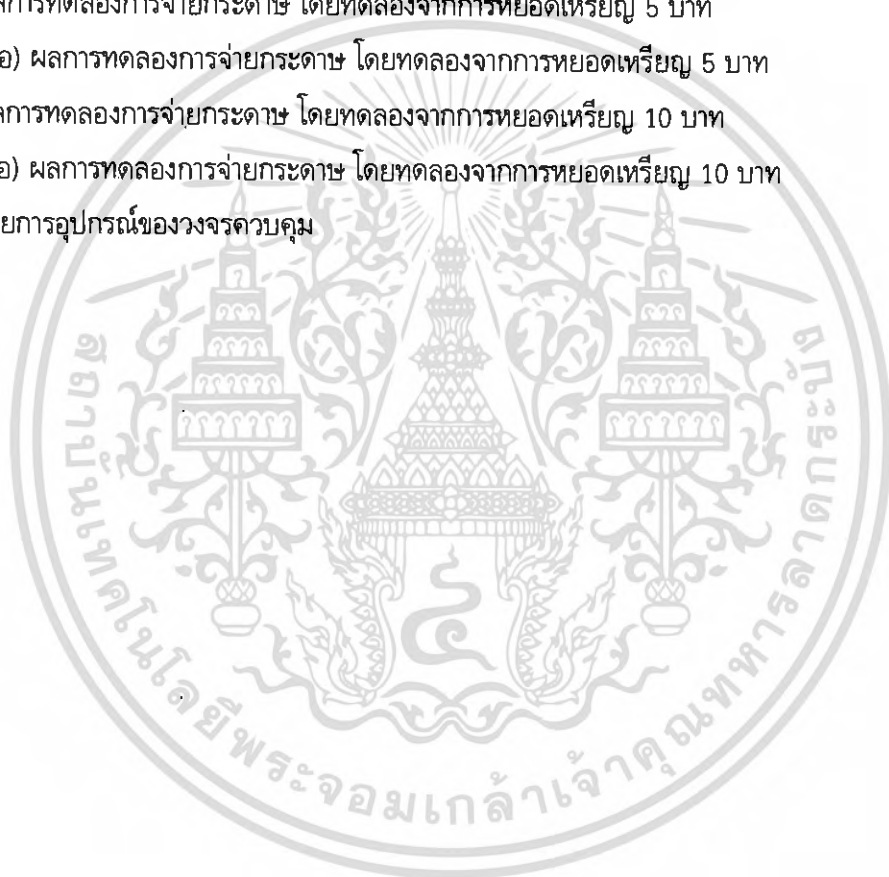 ลการทดลองการจ่ายกระดาษ โดยทดลองจากการหยอดเหรียญ 5 บาท
อ) ผลการทดลองการจ่ายกระดาษ โดยทดลองจากการหยอดเหรียญ 5 บาท
ลการทดลองการจ่ายกระดาษ โดยทดลองจากการหยอดเหรียญ 10 บาท
อ) ผลการทดลองการจ่ายกระดาษ โดยทดลองจากการหยอดเหรียญ 10 บาท
ยการอุปกรณ์ของวงจรควบคุม
สถาบันเทคโนโลยีพระจอมเกล้าเจ้าคุณทหารลาดกระบัง